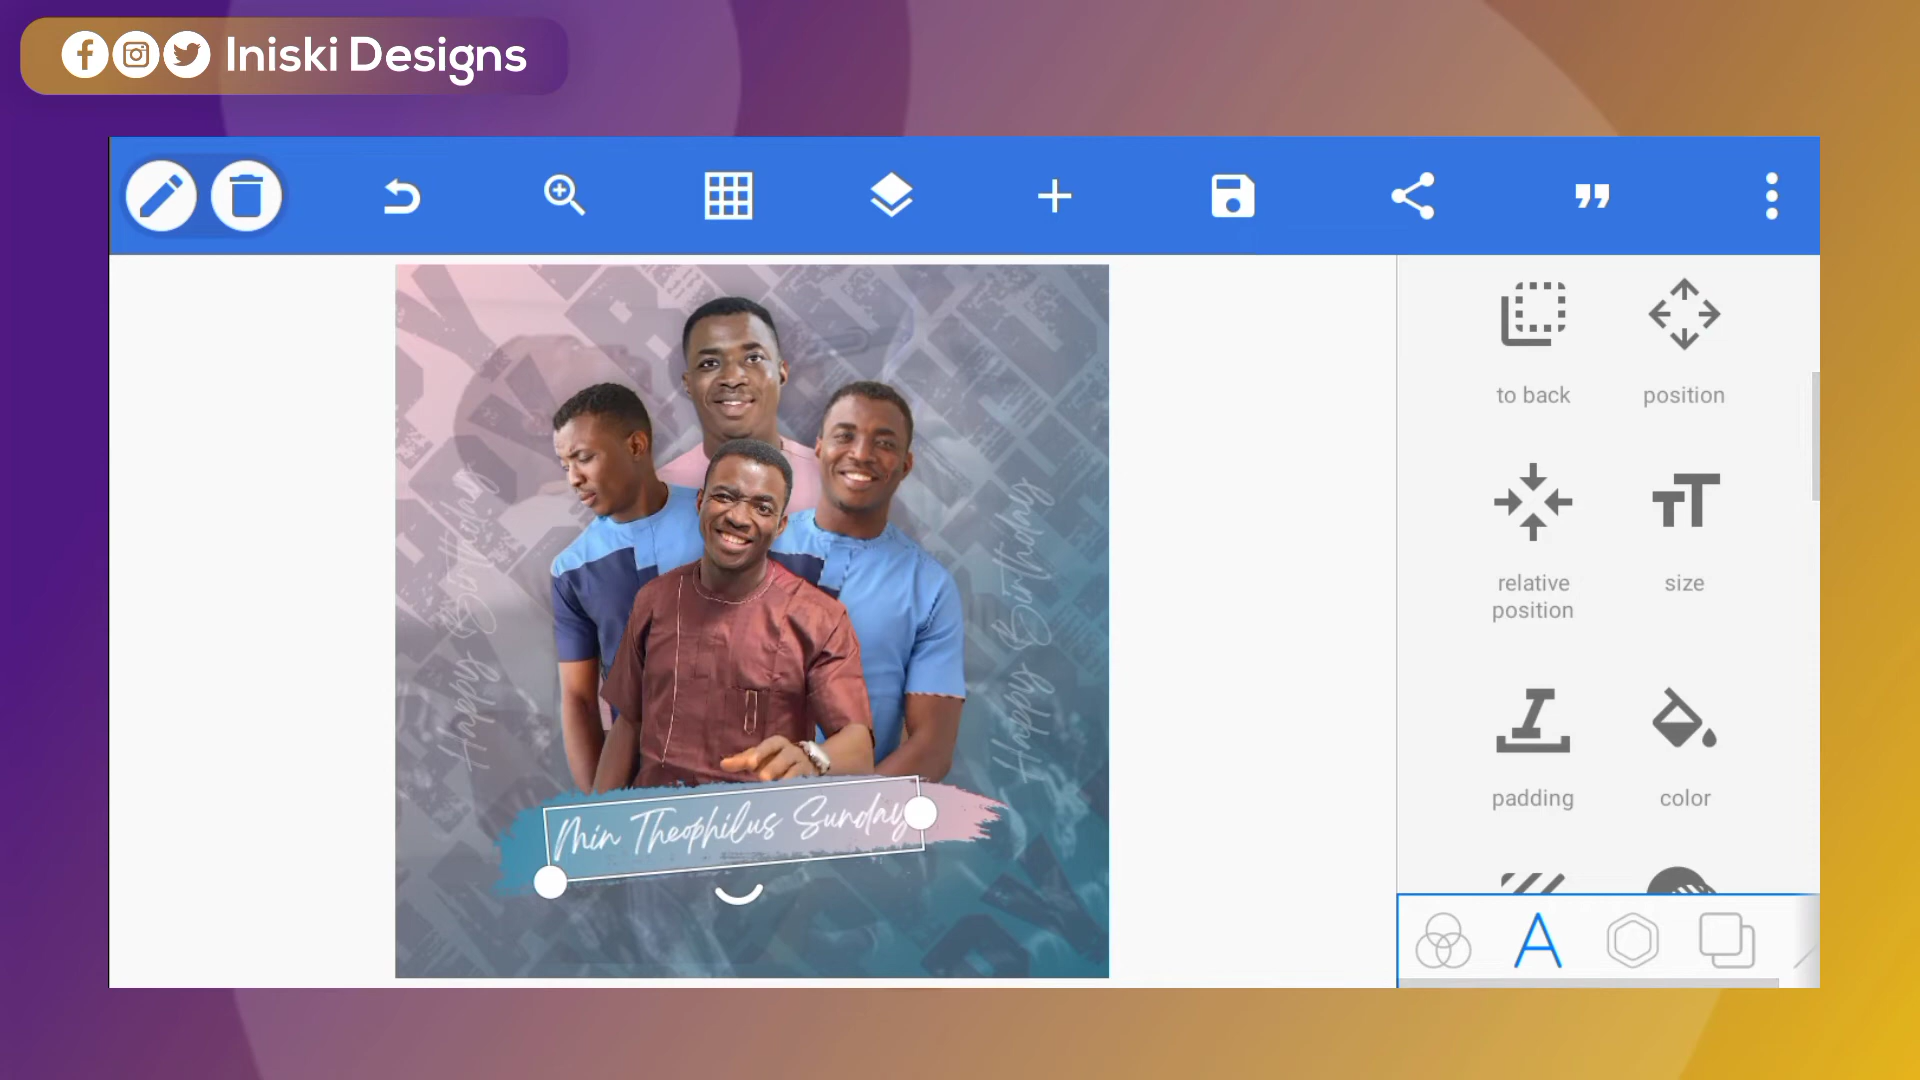 Iniski Designs
to back
position
relative
position
size
padding
color
Happy Birthday
Happy Birthday
Min Theophilus Sunday